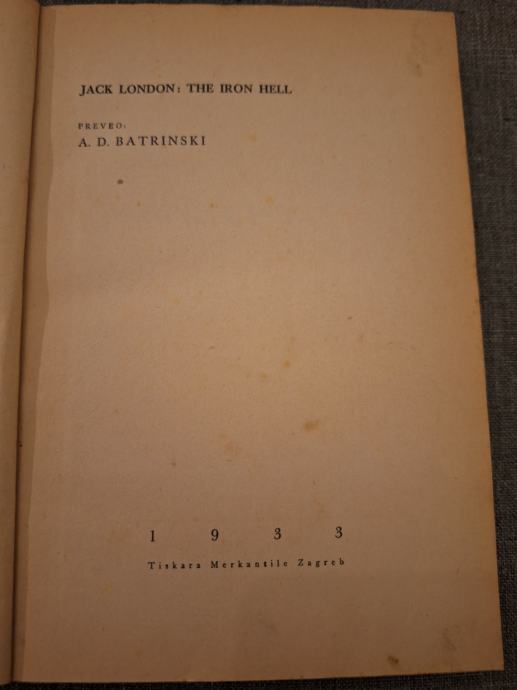 JACK LONDON: THE IRON HELL
PREVEO:
A. D. BATRINSKI
1 9 3 3
Tiskara Merkantile Zagreb